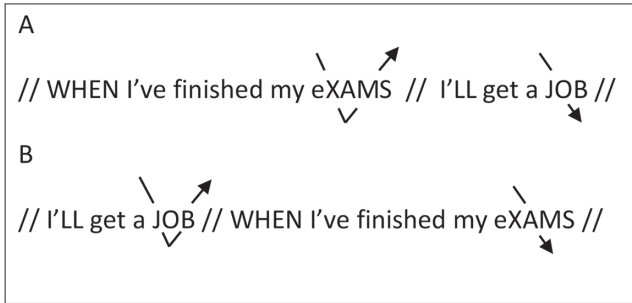 A
// WHEN I've finished my eXAMS // I'LL get a JOB //
B
// I'LL get a JOB // WHEN I've finished my eXAMS //